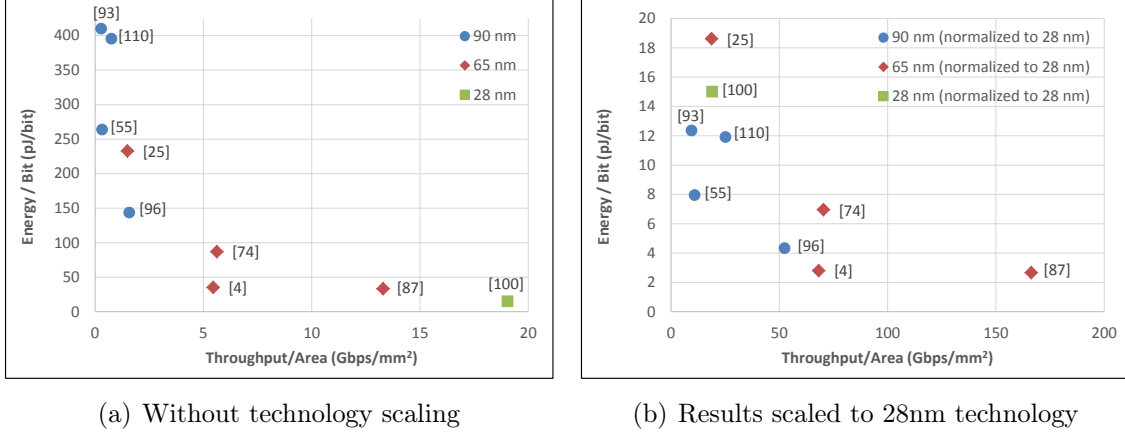 [93]
[110]
400
350
300
250
200
150
100
50
0
Energy / Bit (pJ/bit)
90 nm
65 nm
28 nm
[55]
[25]
[96]
[74]
[4]
[87]
[100]
0 5 10 15 20
Throughput/Area (Gbps/mm²)
(a) Without technology scaling
20
18
16
14
12
10
8
6
4
2
0
Energy / Bit (pJ/bit)
90 nm (normalized to 28 nm)
65 nm (normalized to 28 nm)
28 nm (normalized to 28 nm)
[25]
[100]
[93]
[110]
[55]
[74]
[96]
[4]
[87]
0 50 100 150 200
Throughput/Area (Gbps/mm²)
(b) Results scaled to 28nm technology